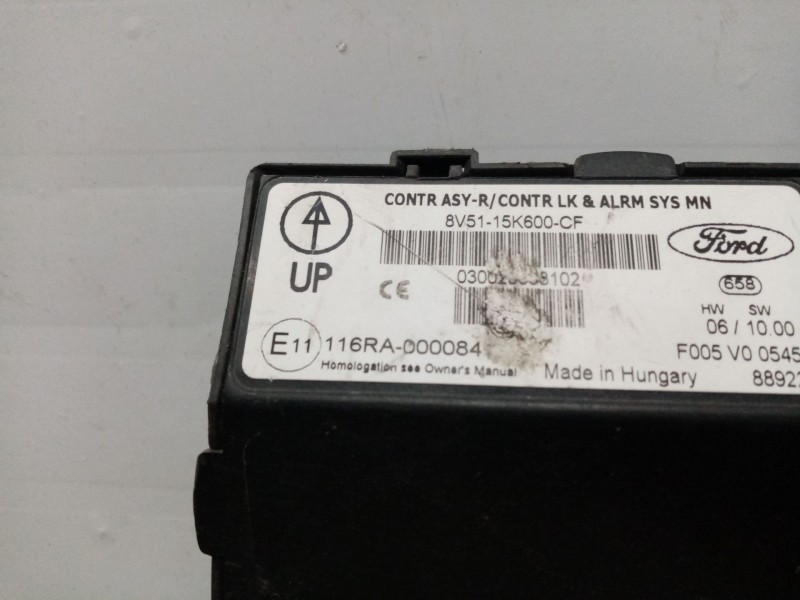 CONTR ASY-R/CONTR LK & ALRM SYS MN
8V51-15K600-CF
Ford
UP
CE
658
HW SW
06 / 10.00
E11 116RA-000084
F005 V0 0545
Homologation see Owner's Manual
Made in Hungary
88922